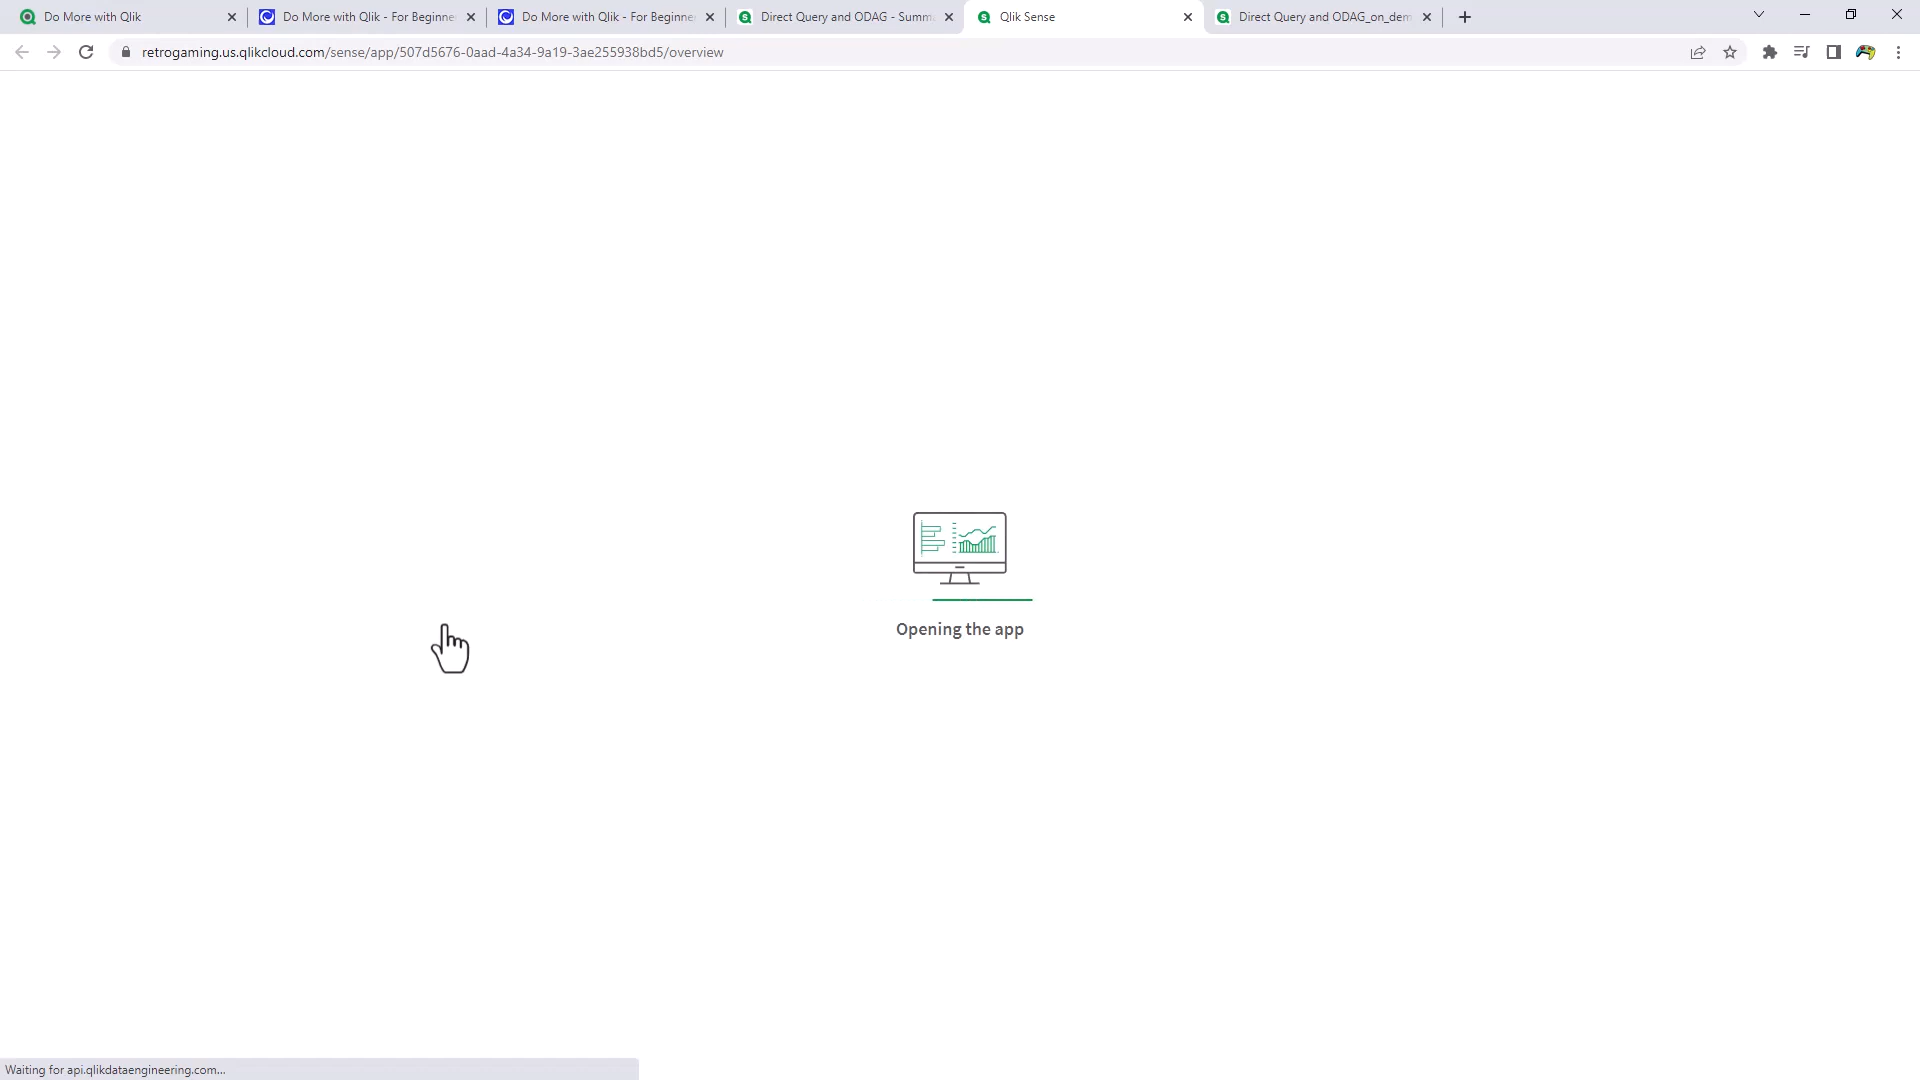 Do More with Qlik
Do More with Qlik - For Beginne
Do More with Qlik - For Beginne
Direct Query and ODAG - Summ
Qlik Sense
Direct Query and ODAG_on_dem
retrogaming.us.qlikcloud.com/sense/app/507d5676-0aad-4a34-9a19-3ae255938bd5/overview
Opening the app
Waiting for api.qlikdataengineering.com...